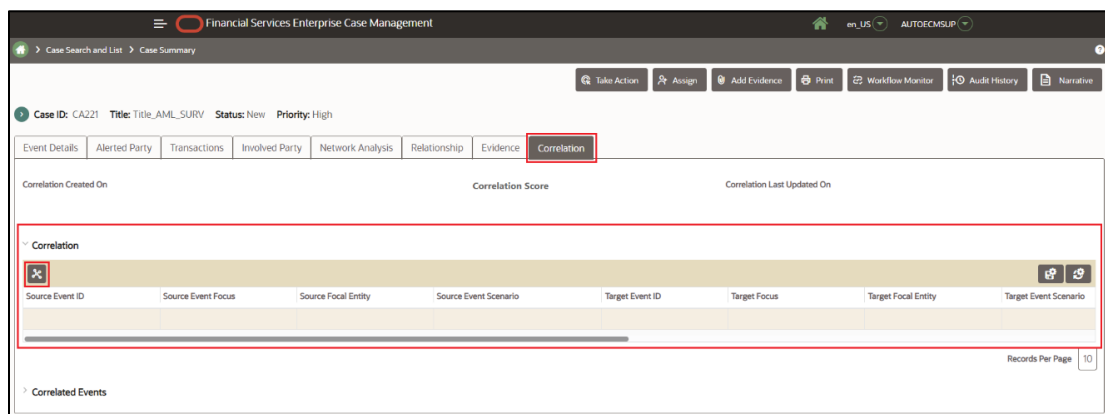 Financial Services Enterprise Case Management en_US AUTOECMSUP
> Case Search and List > Case Summary ?
Take Action Assign Add Evidence Print Workflow Monitor Audit History Narrative
Case ID: CA221 Title: Title_AML_SURV Status: New Priority: High
Event Details Alerted Party Transactions Involved Party Network Analysis Relationship Evidence Correlation
Correlation Created On Correlation Score Correlation Last Updated On
Correlation
Source Event ID Source Event Focus Source Focal Entity Source Event Scenario Target Event ID Target Focus Target Focal Entity Target Event Scenario
Records Per Page 10
Correlated Events